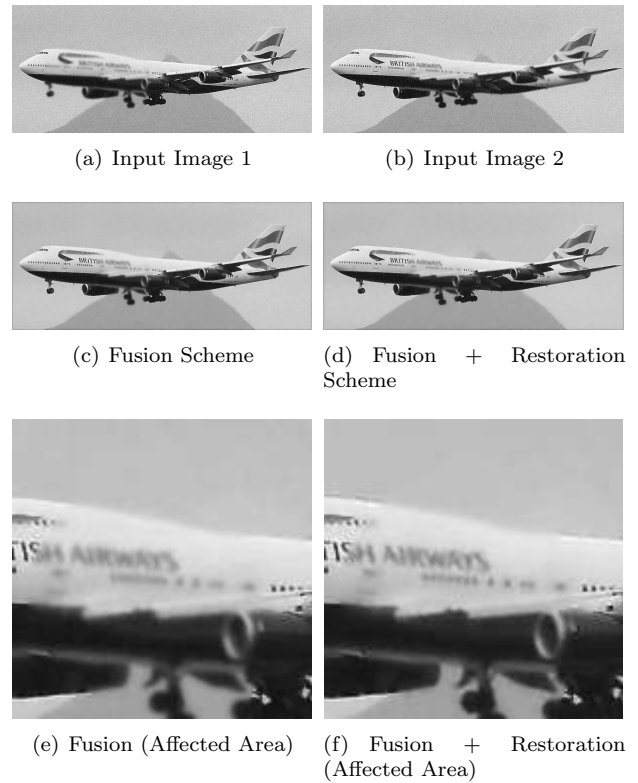 BRITISH AIRWAYS
BRITISH AIRWAYS
(a) Input Image 1
(b) Input Image 2
BRITISH AIRWAYS
BRITISH AIRWAYS
(c) Fusion Scheme
(d) Fusion + Restoration
Scheme
TISH AIRWAYS
TISH AIRWAYS
(e) Fusion (Affected Area)
(f) Fusion + Restoration
(Affected Area)